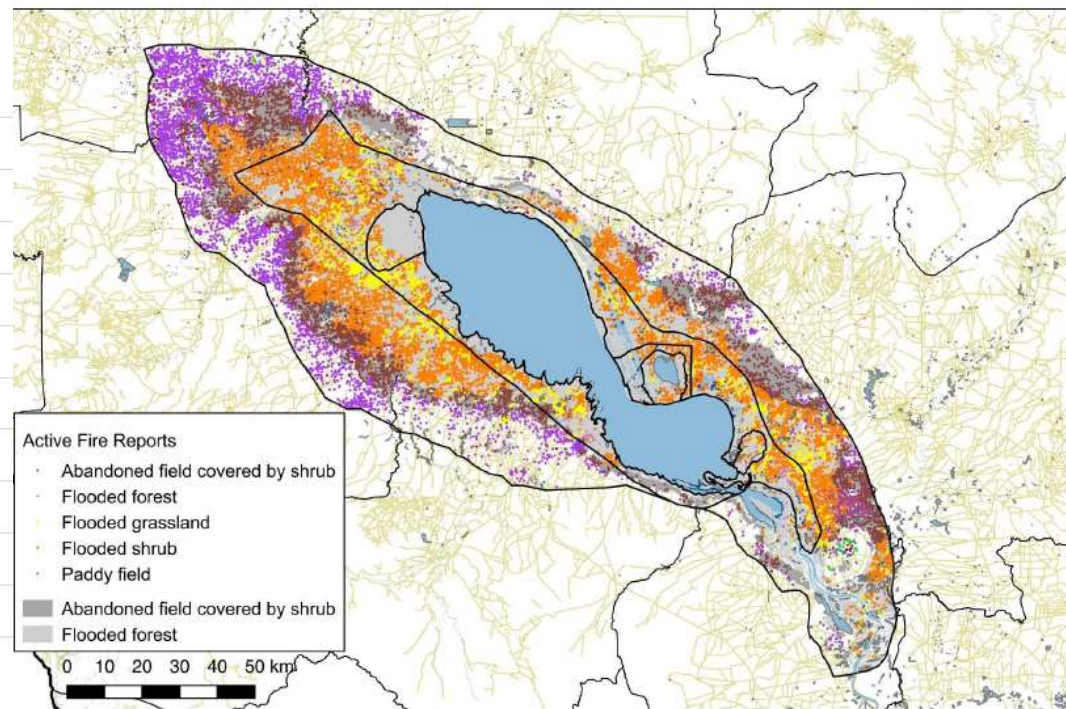 Active Fire Reports
Abandoned field covered by shrub
Flooded forest
Flooded grassland
Flooded shrub
Paddy field
Abandoned field covered by shrub
Flooded forest
0 10 20 30 40 50 km